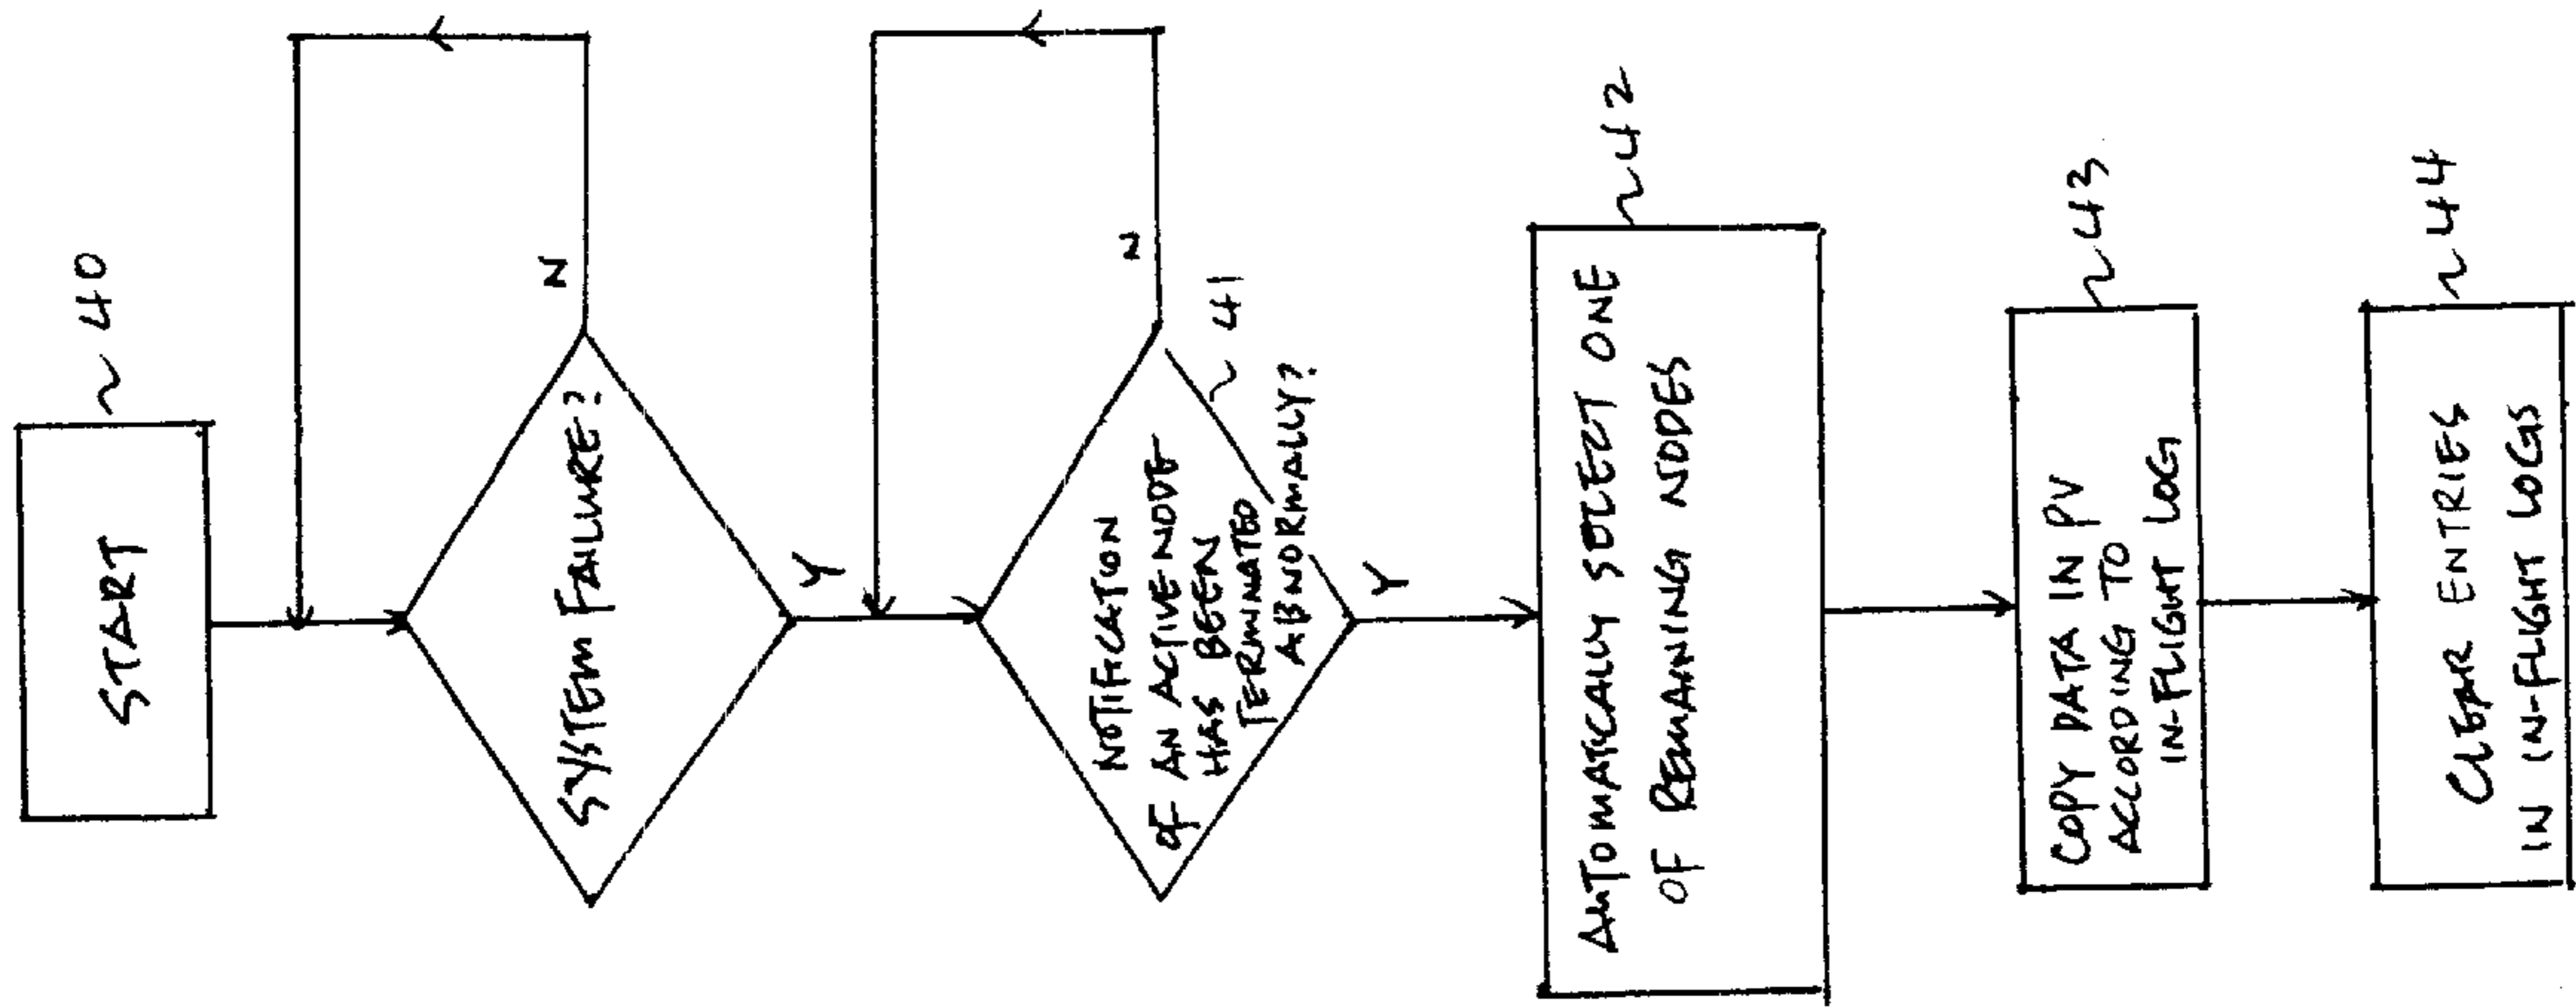 START
40
SYSTEM FAILURE?
N
Y
NOTIFICATION
OF AN ACTIVE NODE
HAS BEEN
TERMINATED
ABNORMALLY?
41
N
Y
AUTOMATICALLY SELECT ONE
OF REMAINING NODES
42
COPY DATA IN PV
ACCORDING TO
IN-FLIGHT LOG
43
CLEAR ENTRIES
IN IN-FLIGHT LOGS
44